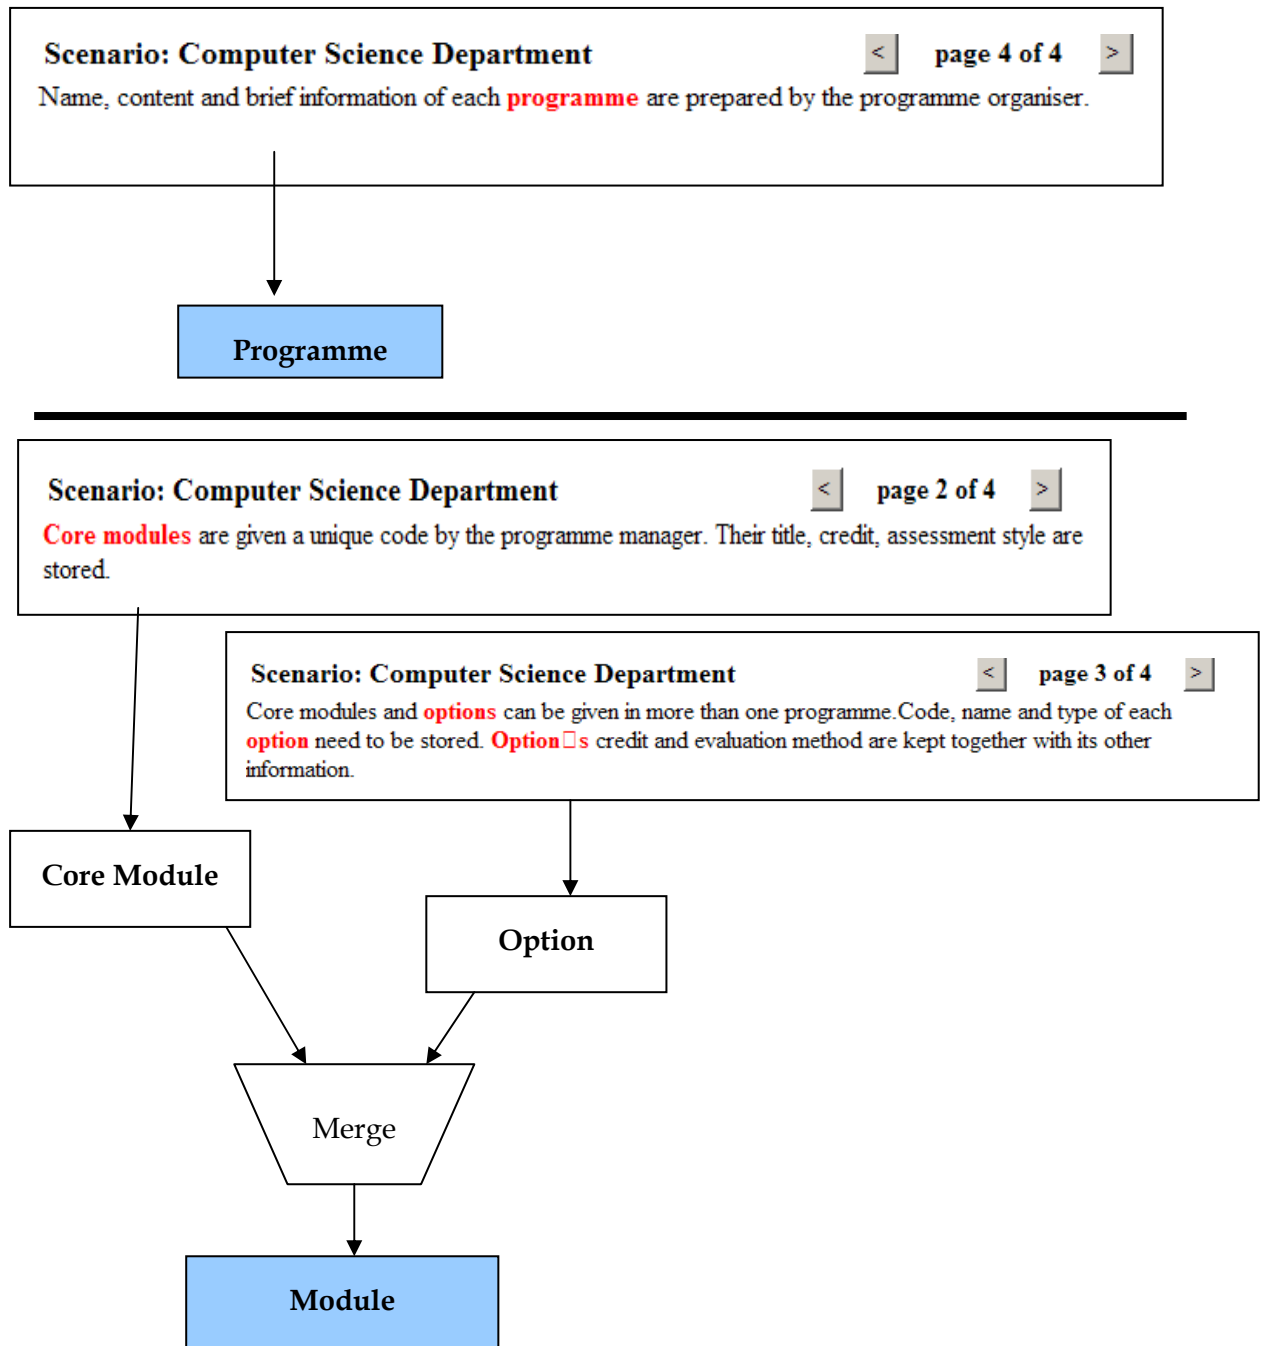 Scenario: Computer Science Department < page 4 of 4 >
Name, content and brief information of each programme are prepared by the programme organiser.
Programme
Scenario: Computer Science Department < page 2 of 4 >
Core modules are given a unique code by the programme manager. Their title, credit, assessment style are
stored.
Scenario: Computer Science Department < page 3 of 4 >
Core modules and options can be given in more than one programme.Code, name and type of each
option need to be stored. Option□s credit and evaluation method are kept together with its other
information.
Core Module
Option
Merge
Module